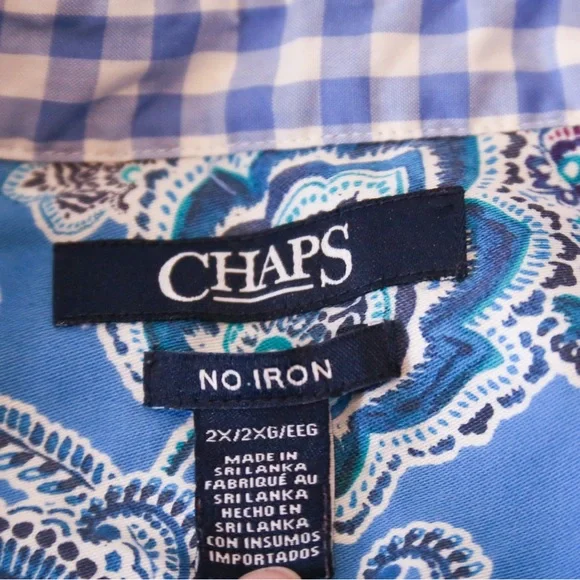 CHAPS
NO·IRON
2X/2XG/EEG
MADE IN
SRI LANKA
FABRIQUÉ AU
SRI LANKA
HECHO EN
SRI LANKA
CON INSUMOS
IMPORTADOS